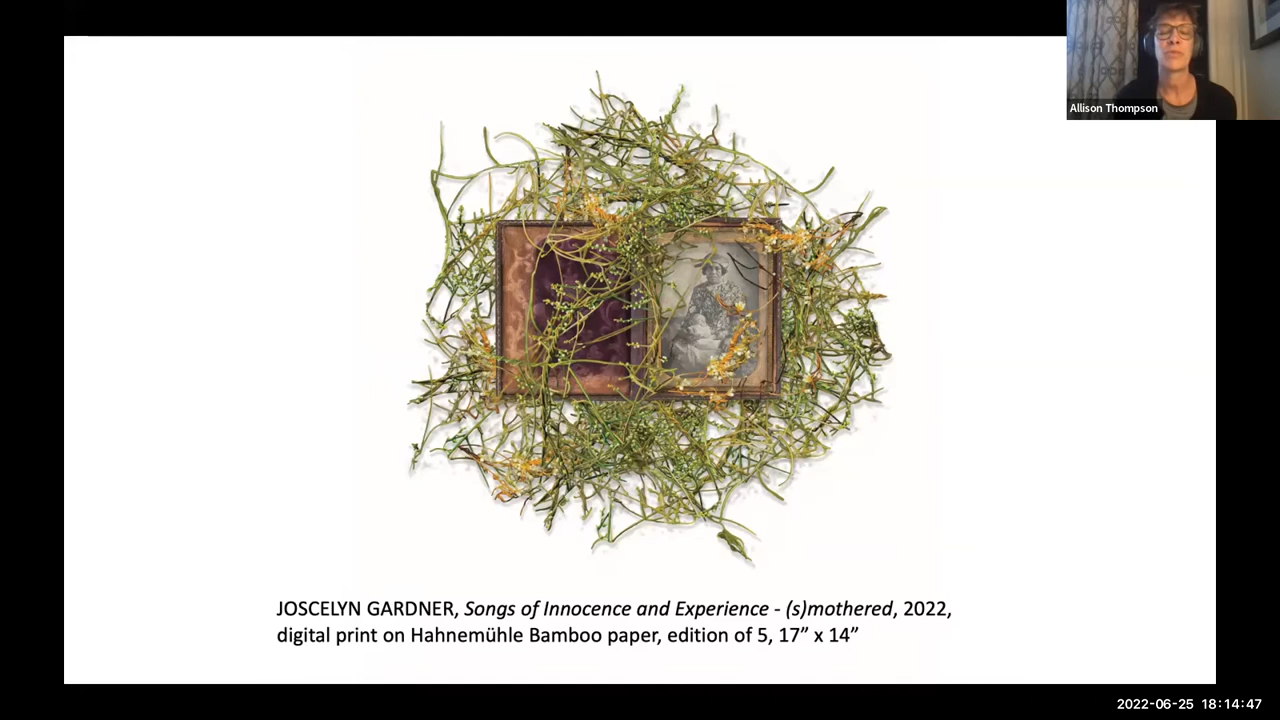 Allison Thompson
JOSCELYN GARDNER, Songs of Innocence and Experience - (s)mothered, 2022,
digital print on Hahnemühle Bamboo paper, edition of 5, 17” x 14”
2022-06-25 18:14:47